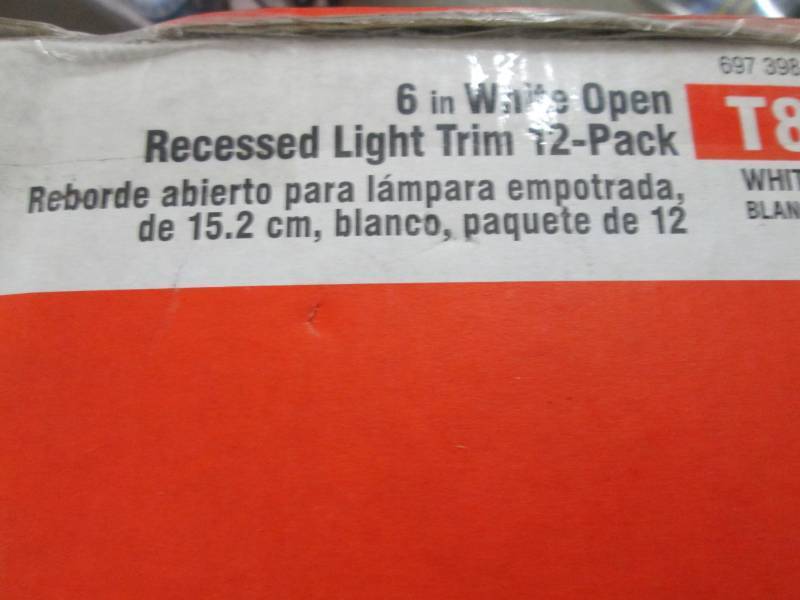 697 398
6 in White Open
Recessed Light Trim 12-Pack
Reborde abierto para lámpara empotrada,
de 15.2 cm, blanco, paquete de 12
T8
WHIT
BLAN